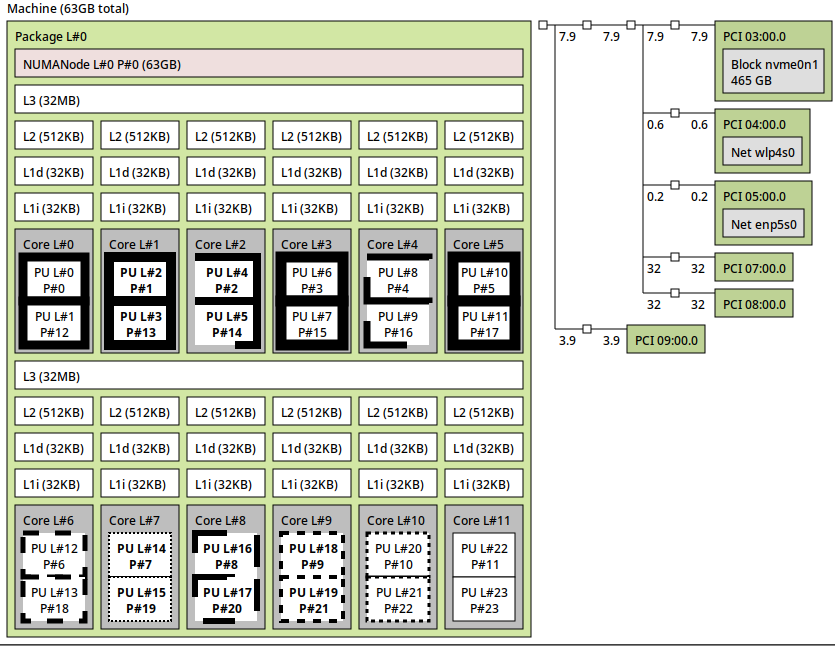 Machine (63GB total)
Package L#0
NUMANode L#0 P#0 (63GB)
L3 (32MB)
L2 (512KB) L2 (512KB) L2 (512KB) L2 (512KB) L2 (512KB) L2 (512KB)
L1d (32KB) L1d (32KB) L1d (32KB) L1d (32KB) L1d (32KB) L1d (32KB)
L1i (32KB) L1i (32KB) L1i (32KB) L1i (32KB) L1i (32KB) L1i (32KB)
Core L#0 Core L#1 Core L#2 Core L#3 Core L#4 Core L#5
PU L#0 PU L#2 PU L#4 PU L#6 PU L#8 PU L#10
P#0 P#1 P#2 P#3 P#4 P#5
PU L#1 PU L#3 PU L#5 PU L#7 PU L#9 PU L#11
P#12 P#13 P#14 P#15 P#16 P#17
L3 (32MB)
L2 (512KB) L2 (512KB) L2 (512KB) L2 (512KB) L2 (512KB) L2 (512KB)
L1d (32KB) L1d (32KB) L1d (32KB) L1d (32KB) L1d (32KB) L1d (32KB)
L1i (32KB) L1i (32KB) L1i (32KB) L1i (32KB) L1i (32KB) L1i (32KB)
Core L#6 Core L#7 Core L#8 Core L#9 Core L#10 Core L#11
PU L#12 PU L#14 PU L#16 PU L#18 PU L#20 PU L#22
P#6 P#7 P#8 P#9 P#10 P#11
PU L#13 PU L#15 PU L#17 PU L#19 PU L#21 PU L#23
P#18 P#19 P#20 P#21 P#22 P#23
7.9 7.9 7.9 7.9 PCI 03:00.0
Block nvme0n1
465 GB
0.6 0.6 PCI 04:00.0
Net wlp4s0
0.2 0.2 PCI 05:00.0
Net enp5s0
32 32 PCI 07:00.0
32 32 PCI 08:00.0
3.9 3.9 PCI 09:00.0